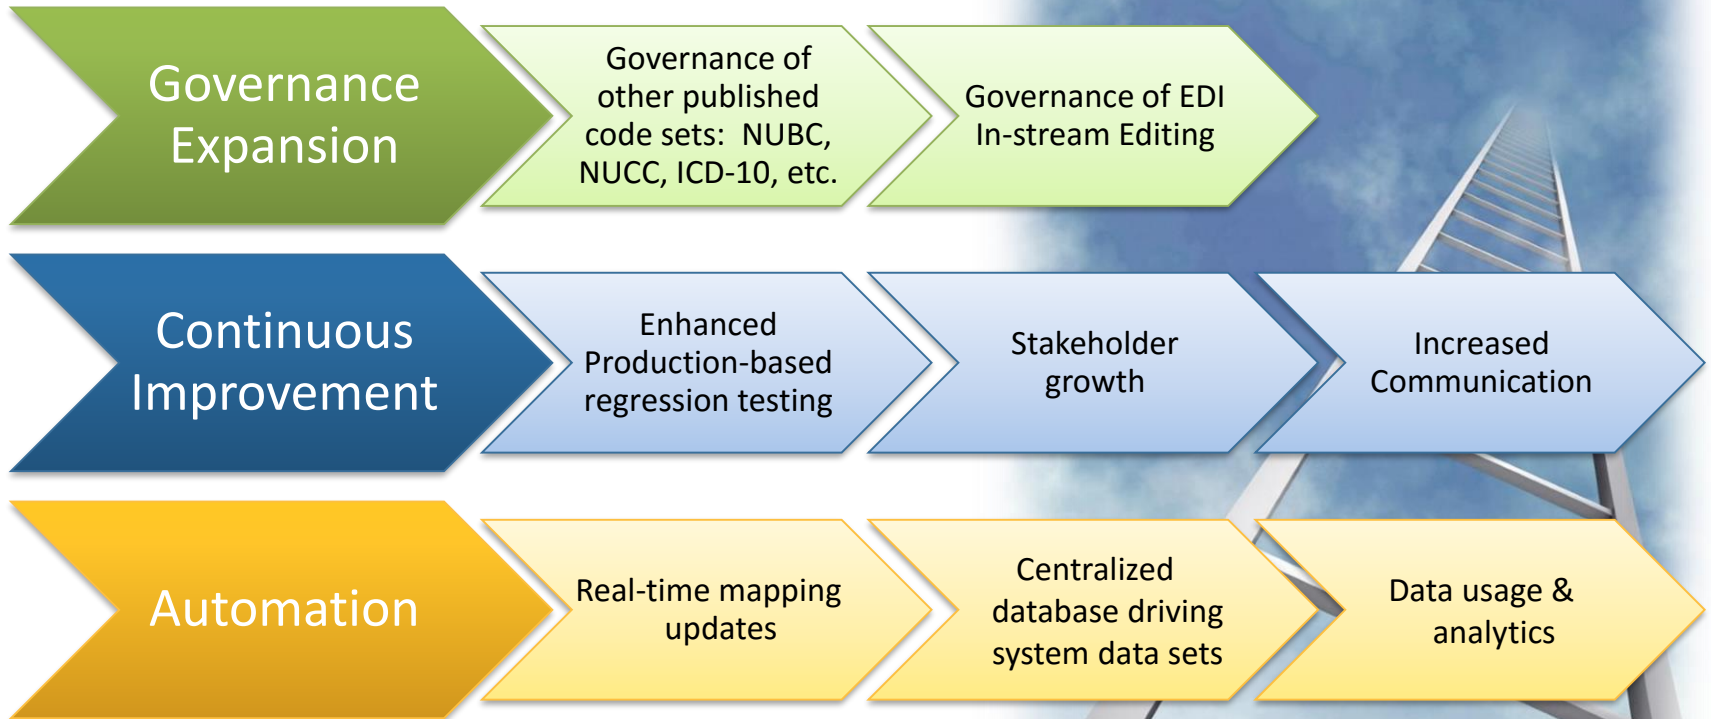 Governance
Expansion
Governance of
other published
code sets:  NUBC,
NUCC, ICD-10, etc.
Governance of EDI
In-stream Editing
Continuous
Improvement
Enhanced
Production-based
regression testing
Stakeholder
growth
Increased
Communication
Automation
Real-time mapping
updates
Centralized
database driving
system data sets
Data usage &
analytics